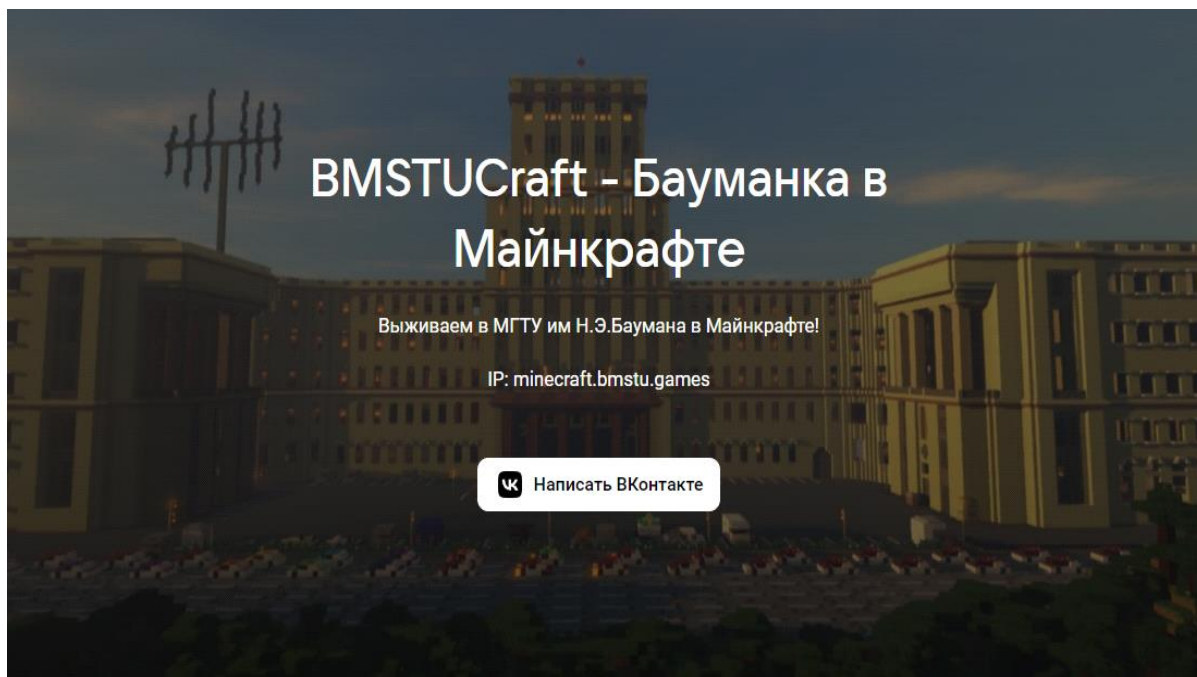 BMSTUCraft - Бауманка в
Майнкрафте
Выживаем в МГТУ им Н.Э.Баумана в Майнкрафте!
IP: minecraft.bmstu.games
Написать ВКонтакте